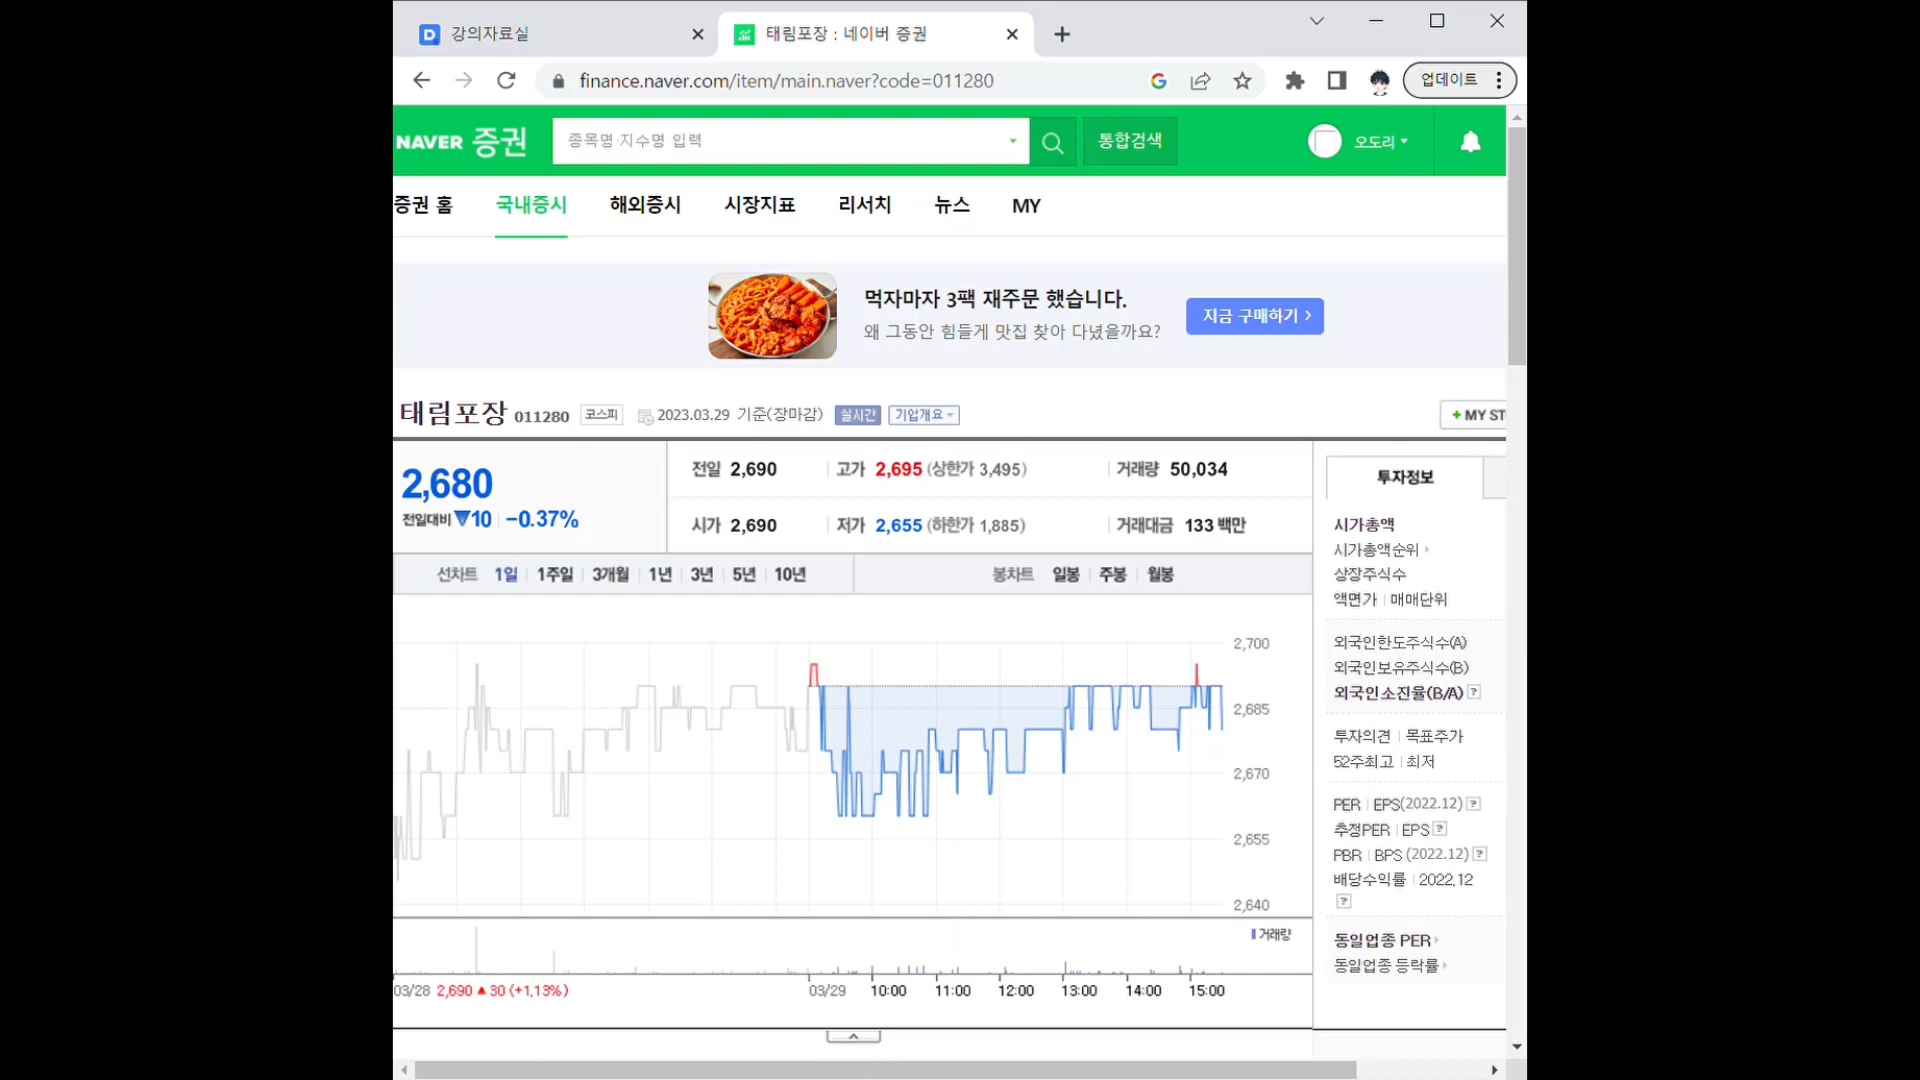 강의자료실
태림포장 : 네이버 증권
finance.naver.com/item/main.naver?code=011280
업데이트
NAVER 증권
종목명·지수명 입력
통합검색
오도리
증권 홈 국내증시 해외증시 시장지표 리서치 뉴스 MY
먹자마자 3팩 재주문 했습니다.
왜 그동안 힘들게 맛집 찾아 다녔을까요?
지금 구매하기 >
태림포장 011280 코스피 2023.03.29 기준(장마감) 실시간 기업개요
+ MY ST
2,680
전일대비 ▼10 | -0.37%
전일 2,690 | 고가 2,695 (상한가 3,495) | 거래량 50,034
시가 2,690 | 저가 2,655 (하한가 1,885) | 거래대금 133 백만
선차트 1일 | 1주일 | 3개월 | 1년 | 3년 | 5년 | 10년
봉차트 일봉 | 주봉 | 월봉
2,700
2,685
2,670
2,655
2,640
거래량
03/28 2,690 ▲ 30 (+1,13%)
03/29 10:00 11:00 12:00 13:00 14:00 15:00
투자정보
시가총액
시가총액순위
상장주식수
액면가 | 매매단위
외국인한도주식수(A)
외국인보유주식수(B)
외국인소진율(B/A) ?
투자의견 | 목표주가
52주최고 | 최저
PER | EPS(2022.12) ?
추정PER | EPS ?
PBR | BPS (2022.12) ?
배당수익률 | 2022.12
?
동일업종 PER
동일업종 등락률